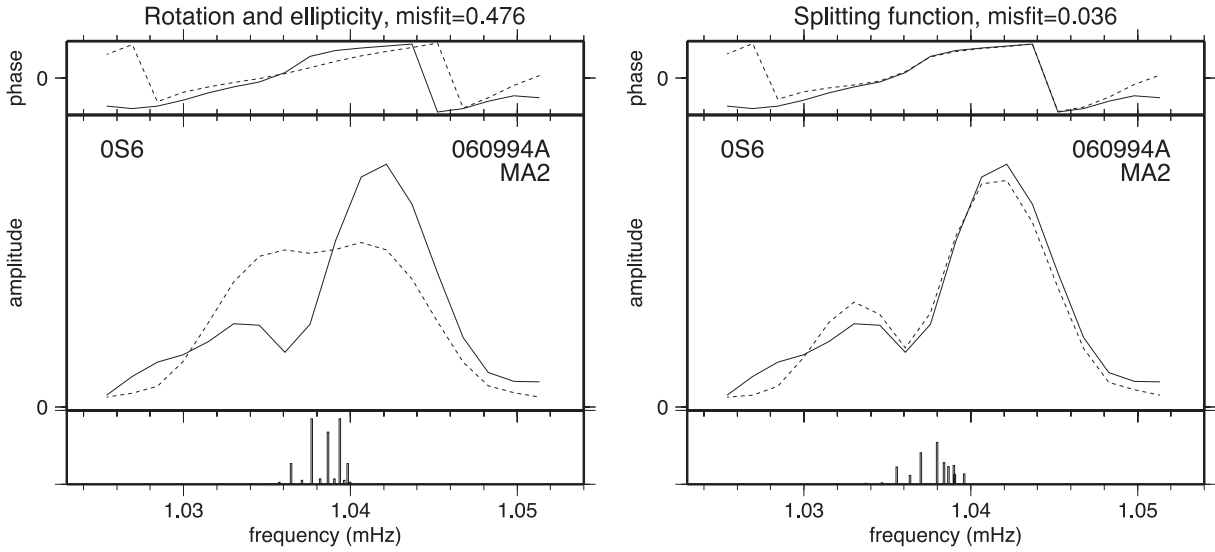 Rotation and ellipticity, misfit=0.476
phase
0
0S6
060994A
MA2
amplitude
0
1.03
1.04
1.05
frequency (mHz)
Splitting function, misfit=0.036
phase
0
0S6
060994A
MA2
amplitude
0
1.03
1.04
1.05
frequency (mHz)